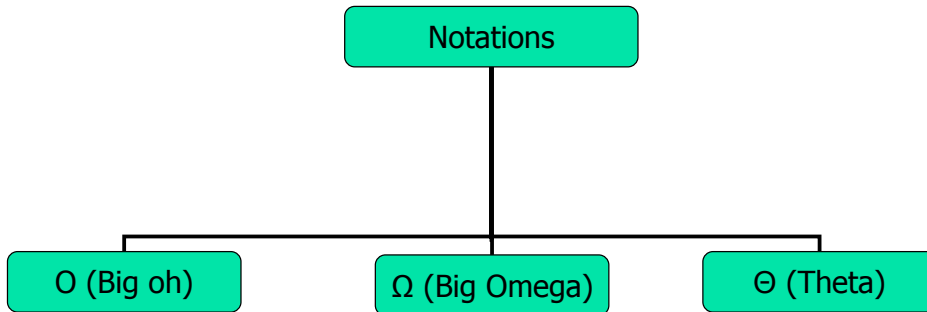 Notations
O (Big oh)
Ω (Big Omega)
Θ (Theta)